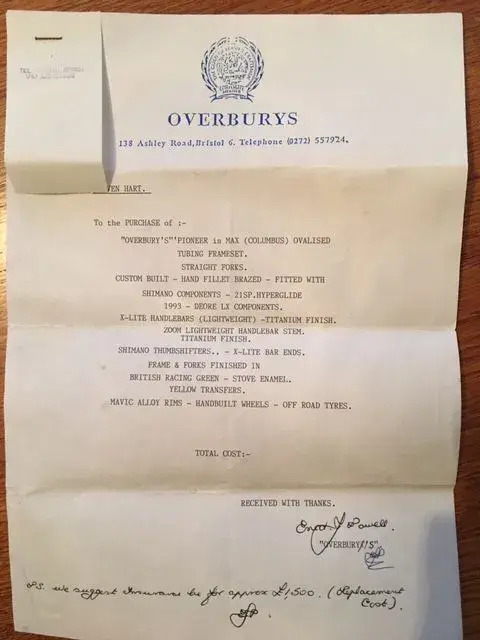 OVERBURYS
138 Ashley Road, Bristol 6. Telephone (0272) 557924.
EN HART.
To the PURCHASE of :-
"OVERBURY'S"'PIONEER in MAX (COLUMBUS) OVALISED
TUBING FRAMESET.
STRAIGHT FORKS.
CUSTOM BUILT - HAND FILLET BRAZED - FITTED WITH
SHIMANO COMPONENTS - 21SP.HYPERGLIDE
1993 - DEORE LX COMPONENTS.
X-LITE HANDLEBARS (LIGHTWEIGHT) -TITANIUM FINISH.
ZOOM LIGHTWEIGHT HANDLEBAR STEM.
TITANIUM FINISH.
SHIMANO THUMBSHIFTERS.. - X-LITE BAR ENDS.
FRAME & FORKS FINISHED IN
BRITISH RACING GREEN - STOVE ENAMEL.
YELLOW TRANSFERS.
MAVIC ALLOY RIMS - HANDBUILT WHEELS - OFF ROAD TYRES.
TOTAL COST:-
RECEIVED WITH THANKS.
Powell.
"OVERBURY'S"
P.S. we suggest Insurance be for approx £1,500. (Replacement
Cost).